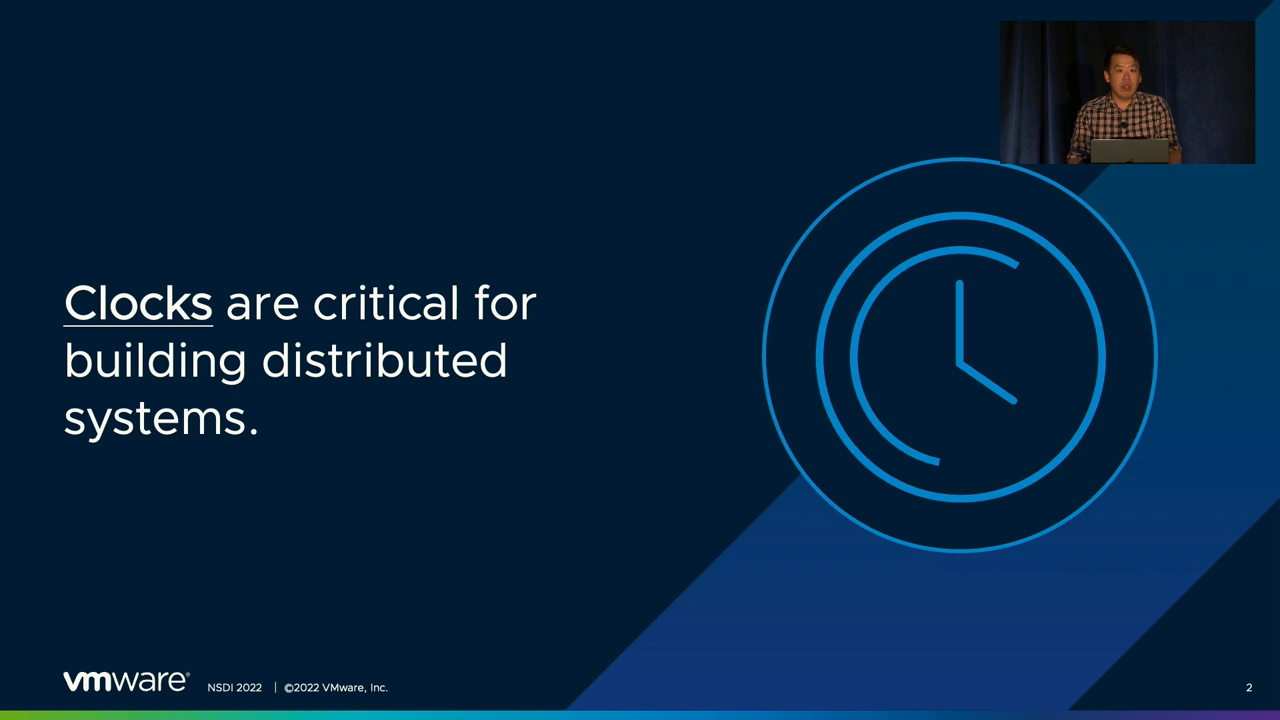 Clocks are critical for
building distributed
systems.
vmware®
NSDI 2022 | ©2022 VMware, Inc.
2